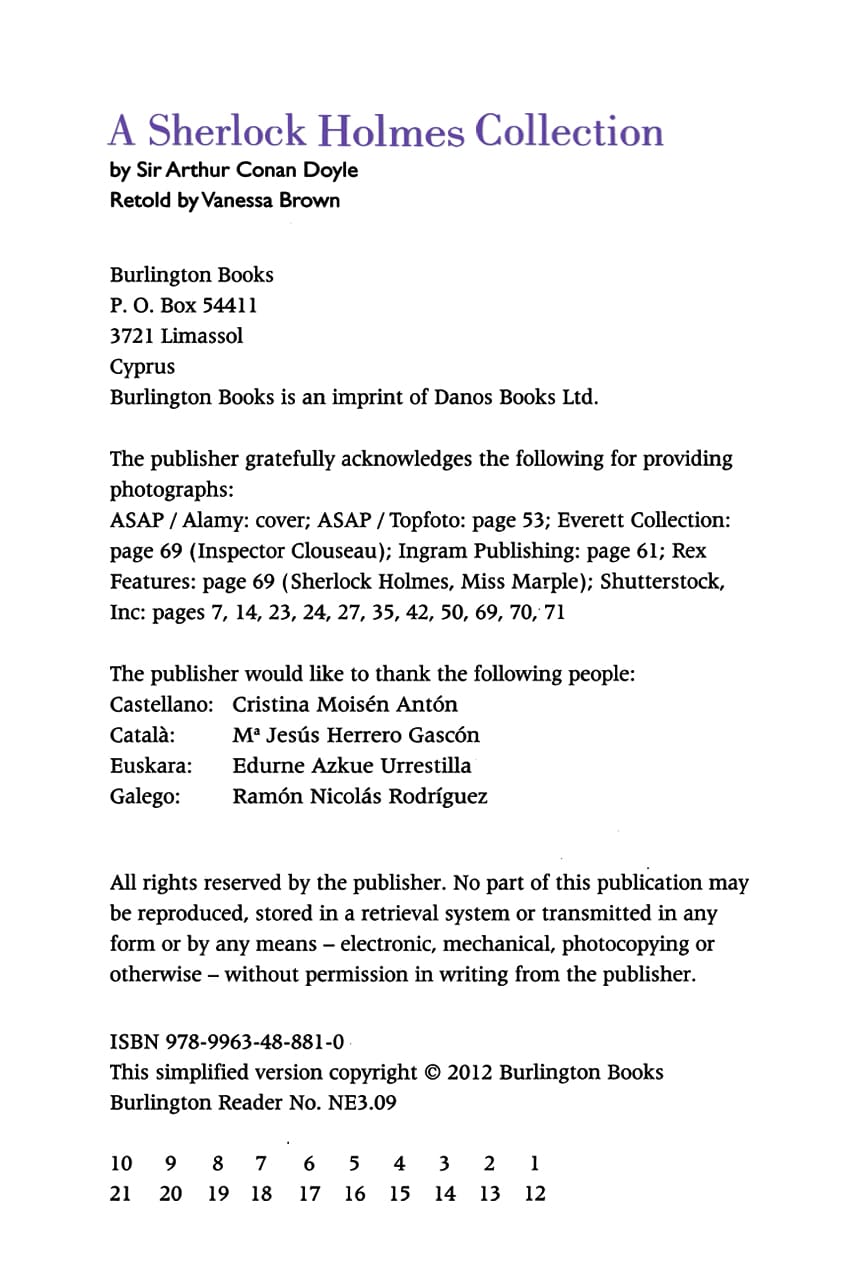 A Sherlock Holmes Collection
by Sir Arthur Conan Doyle
Retold by Vanessa Brown
Burlington Books
P. O. Box 54411
3721 Limassol
Cyprus
Burlington Books is an imprint of Danos Books Ltd.
The publisher gratefully acknowledges the following for providing
photographs:
ASAP / Alamy: cover; ASAP / Topfoto: page 53; Everett Collection:
page 69 (Inspector Clouseau); Ingram Publishing: page 61; Rex
Features: page 69 (Sherlock Holmes, Miss Marple); Shutterstock,
Inc: pages 7, 14, 23, 24, 27, 35, 42, 50, 69, 70, 71
The publisher would like to thank the following people:
Castellano: Cristina Moisén Antón
Català: Mª Jesús Herrero Gascón
Euskara: Edurne Azkue Urrestilla
Galego: Ramón Nicolás Rodríguez
All rights reserved by the publisher. No part of this publication may
be reproduced, stored in a retrieval system or transmitted in any
form or by any means – electronic, mechanical, photocopying or
otherwise – without permission in writing from the publisher.
ISBN 978-9963-48-881-0
This simplified version copyright © 2012 Burlington Books
Burlington Reader No. NE3.09
10 9 8 7 6 5 4 3 2 1
21 20 19 18 17 16 15 14 13 12